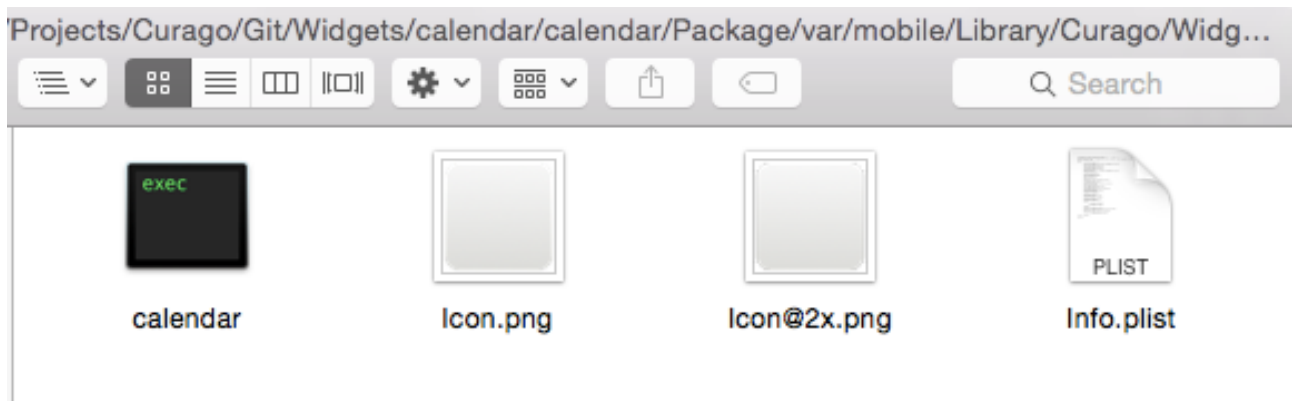 /Projects/Curago/Git/Widgets/calendar/calendar/Package/var/mobile/Library/Curago/Widg...
Search
exec
PLIST
calendar
Icon.png
Icon@2x.png
Info.plist